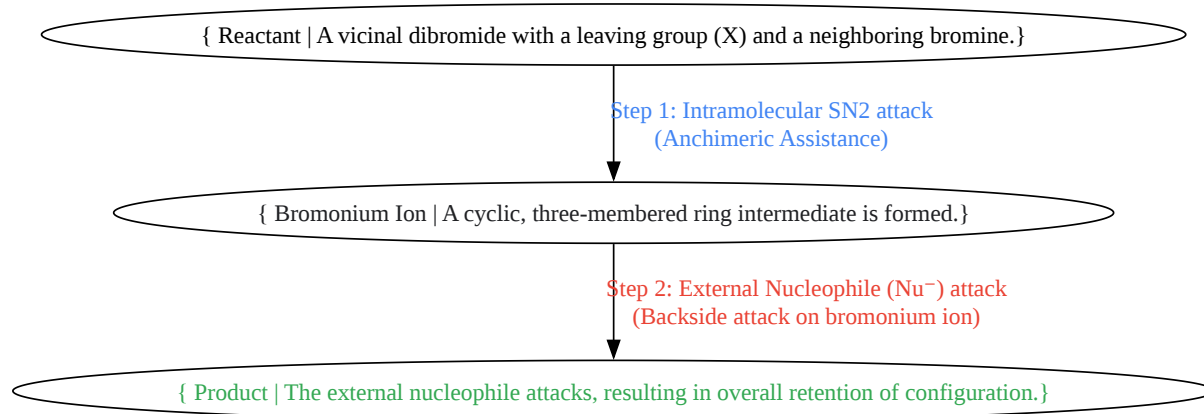 { Reactant | A vicinal dibromide with a leaving group (X) and a neighboring bromine.}
Step 1: Intramolecular SN2 attack
(Anchimeric Assistance)
{ Bromonium Ion | A cyclic, three-membered ring intermediate is formed.}
Step 2: External Nucleophile (Nu⁻) attack
(Backside attack on bromonium ion)
{ Product | The external nucleophile attacks, resulting in overall retention of configuration.}